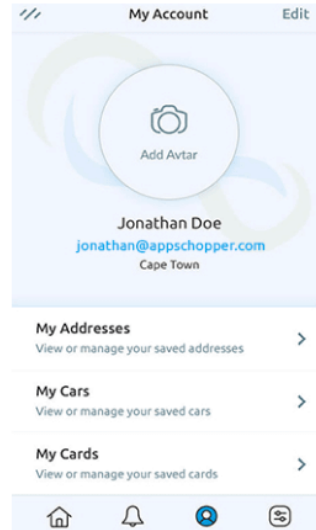 My Account
Edit
Add Avtar
Jonathan Doe
jonathan@appschopper.com
Cape Town
My Addresses
View or manage your saved addresses
My Cars
View or manage your saved cars
My Cards
View or manage your saved cards